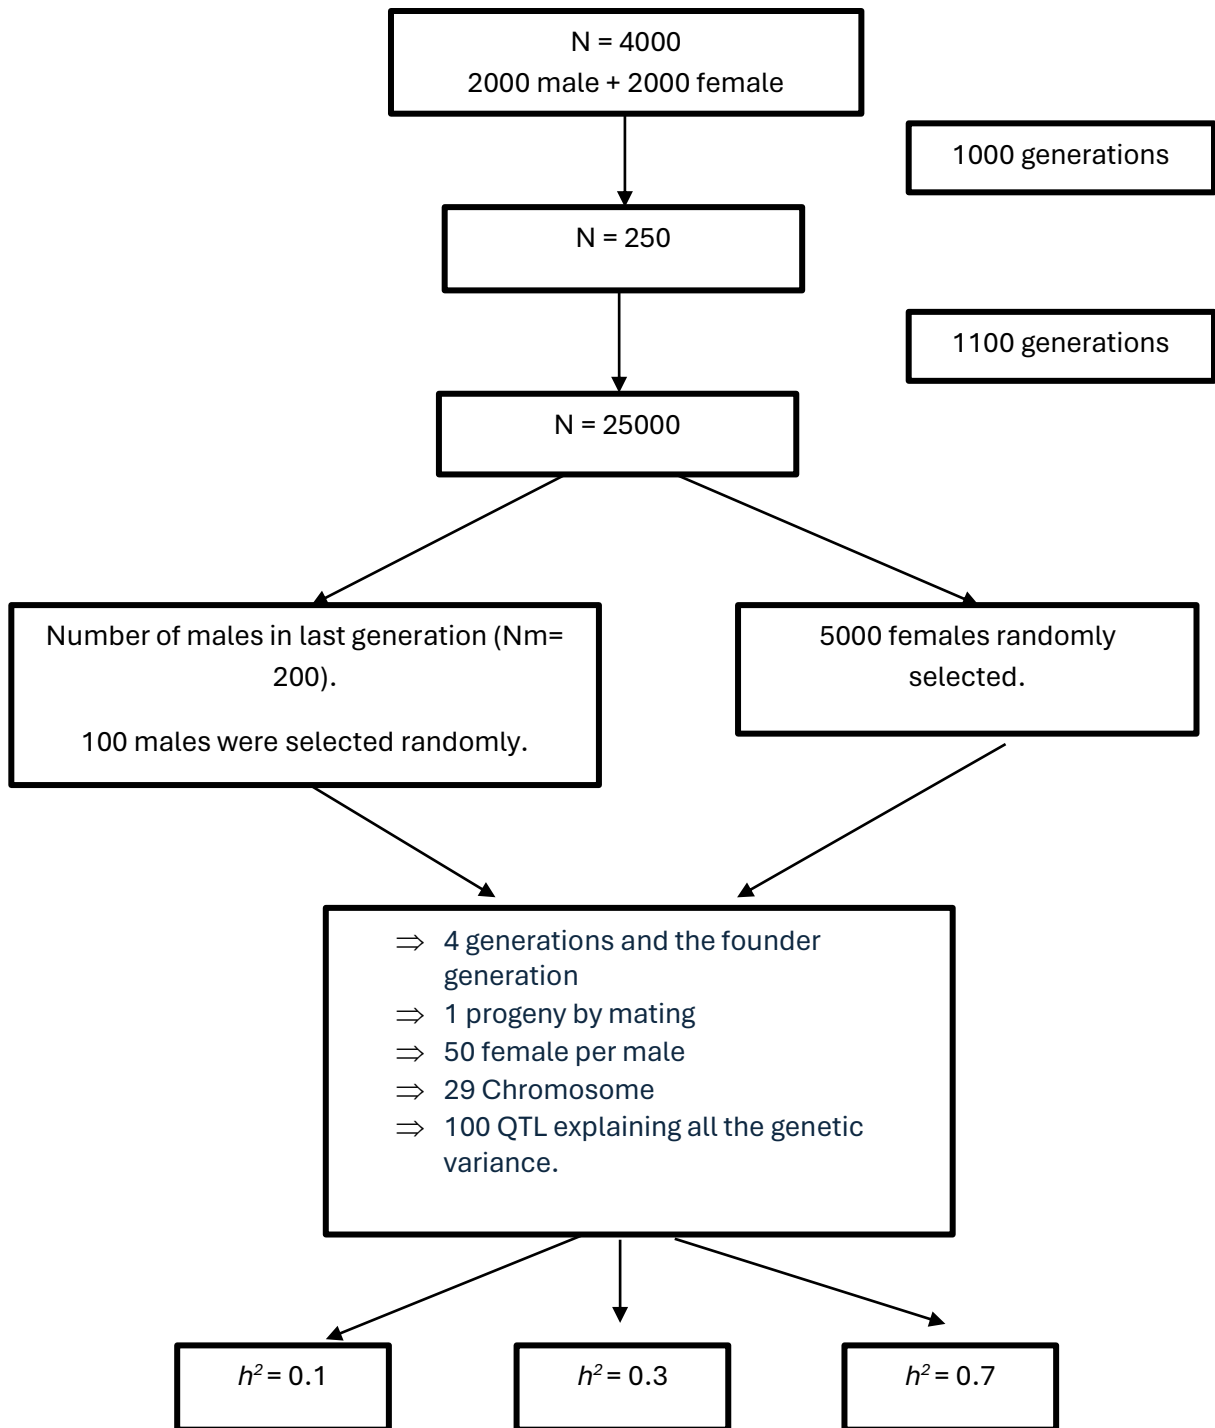 N = 4000
2000 male + 2000 female
1000 generations
N = 250
1100 generations
N = 25000
Number of males in last generation (Nm=
200).
100 males were selected randomly.
5000 females randomly
selected.
⇒ 4 generations and the founder
generation
⇒ 1 progeny by mating
⇒ 50 female per male
⇒ 29 Chromosome
⇒ 100 QTL explaining all the genetic
variance.
h² = 0.1
h² = 0.3
h² = 0.7